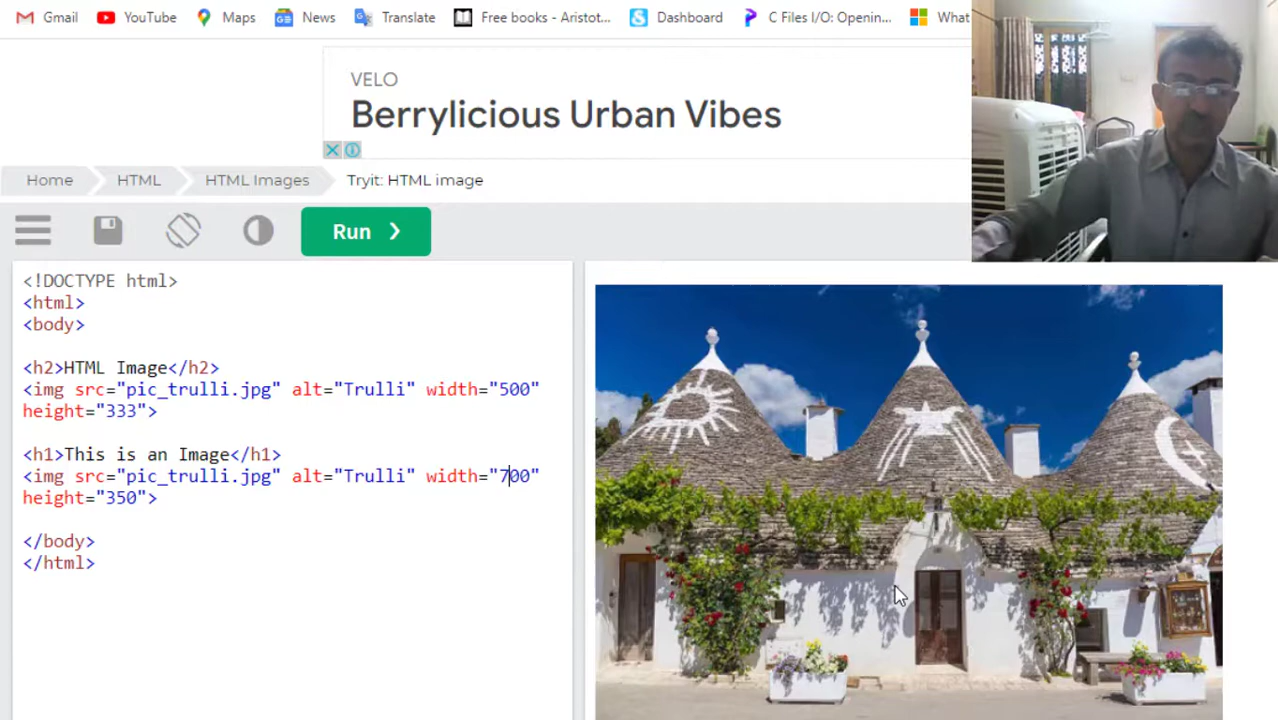 Gmail YouTube Maps News Translate Free books - Aristot... Dashboard C Files I/O: Openin... What
VELO
Berrylicious Urban Vibes
Home HTML HTML Images Tryit: HTML image
Run
<!DOCTYPE html>
<html>
<body>
<h2>HTML Image</h2>
<img src="pic_trulli.jpg" alt="Trulli" width="500"
height="333">
<h1>This is an Image</h1>
<img src="pic_trulli.jpg" alt="Trulli" width="700"
height="350">
</body>
</html>